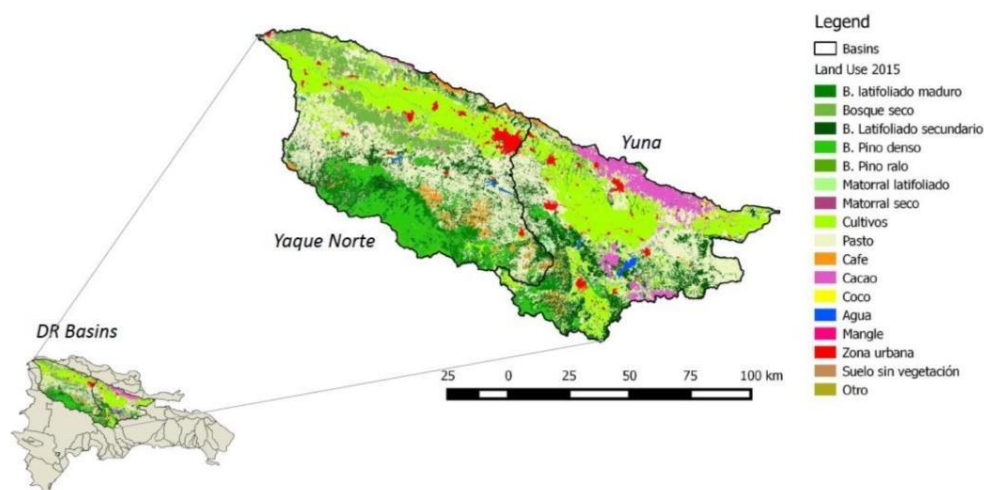 Legend
Basins
Land Use 2015
B. latifoliado maduro
Bosque seco
B. Latifoliado secundario
B. Pino denso
B. Pino ralo
Matorral latifoliado
Matorral seco
Cultivos
Pasto
Cafe
Cacao
Coco
Agua
Mangle
Zona urbana
Suelo sin vegetación
Otro
Yuna
Yaque Norte
DR Basins
25 0 25 50 75 100 km